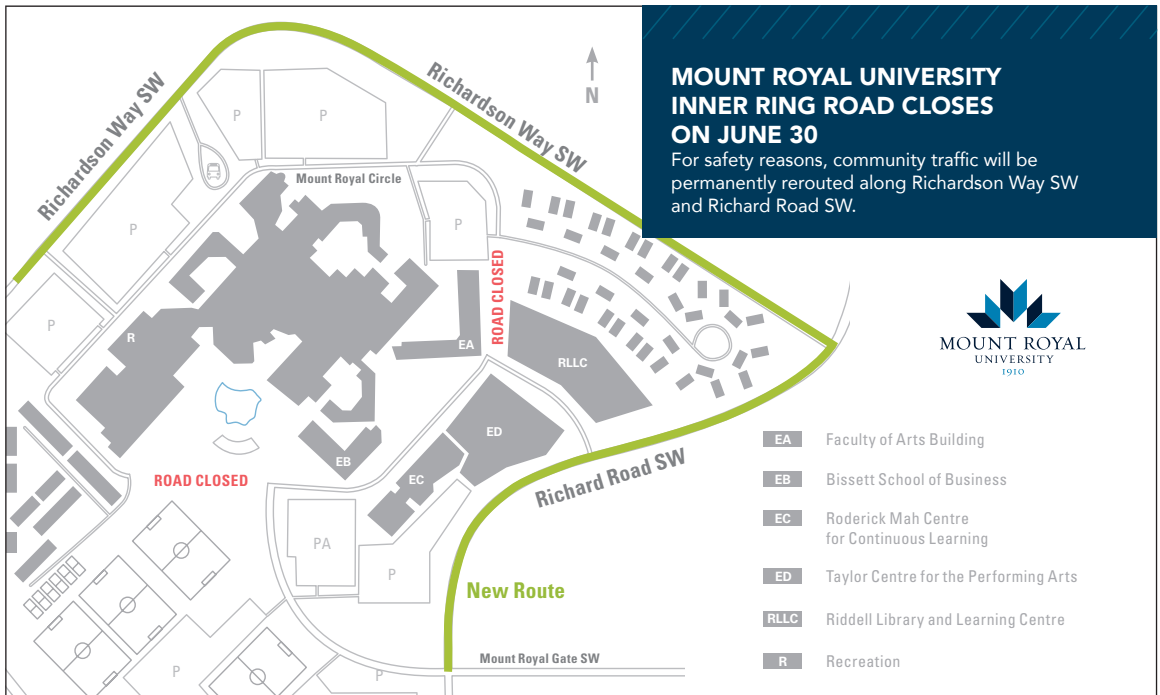 MOUNT ROYAL UNIVERSITY
INNER RING ROAD CLOSES
ON JUNE 30
For safety reasons, community traffic will be
permanently rerouted along Richardson Way SW
and Richard Road SW.
N
Richardson Way SW
Richardson Way SW
P
P
Mount Royal Circle
P
P
P
ROAD CLOSED
R
EA
RLLC
ED
EB
EC
ROAD CLOSED
Richard Road SW
PA
P
New Route
Mount Royal Gate SW
P
P
MOUNT ROYAL
UNIVERSITY
1910
EA Faculty of Arts Building
EB Bissett School of Business
EC Roderick Mah Centre
for Continuous Learning
ED Taylor Centre for the Performing Arts
RLLC Riddell Library and Learning Centre
R Recreation